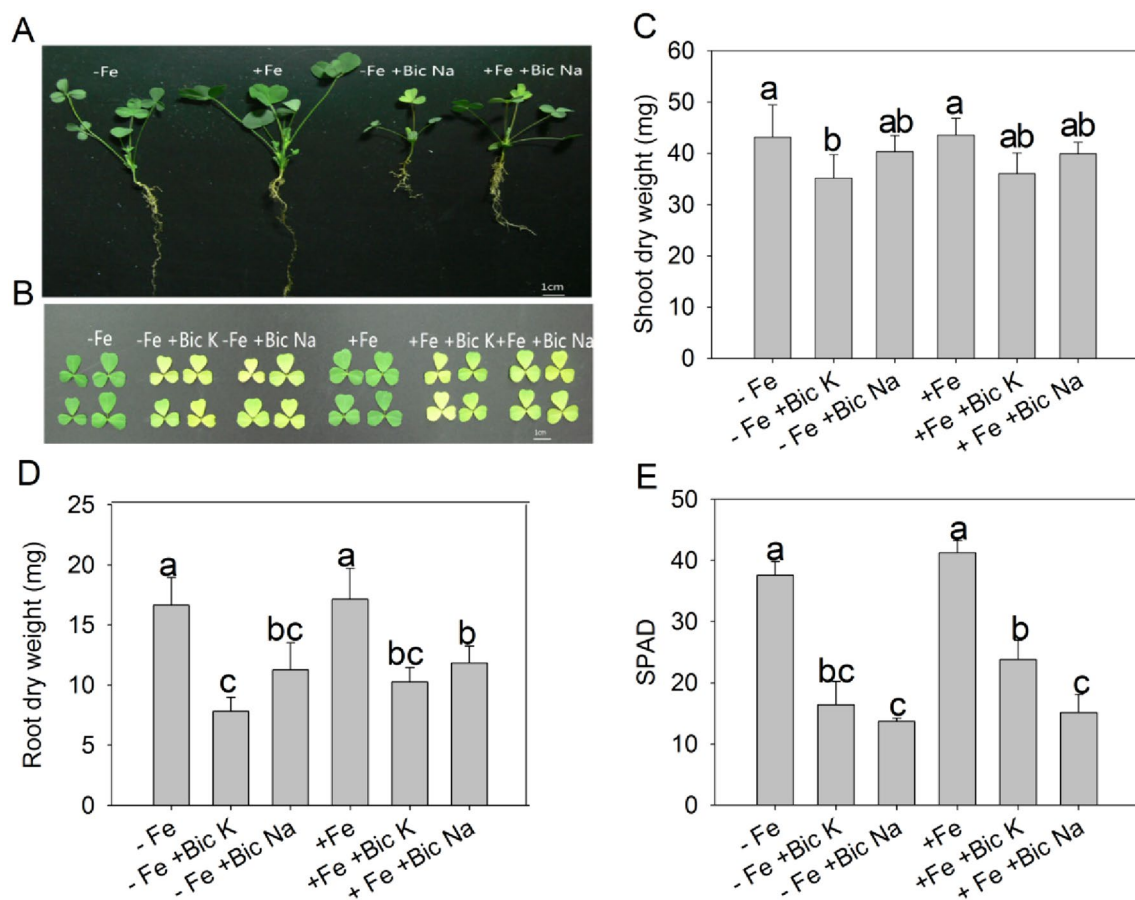 A
-Fe
+Fe
-Fe +Bic Na
+Fe +Bic Na
1cm
B
-Fe
-Fe +Bic K
-Fe +Bic Na
+Fe
+Fe +Bic K
+Fe +Bic Na
1cm
C
Shoot dry weight (mg)
60
50
40
30
20
10
0
a
b
ab
a
ab
ab
- Fe
- Fe +Bic K
- Fe +Bic Na
+Fe
+Fe +Bic K
+ Fe +Bic Na
D
Root dry weight (mg)
25
20
15
10
5
0
a
c
bc
a
bc
b
- Fe
- Fe +Bic K
- Fe +Bic Na
+Fe
+Fe +Bic K
+ Fe +Bic Na
E
SPAD
50
40
30
20
10
0
a
bc
c
a
b
c
- Fe
- Fe +Bic K
- Fe +Bic Na
+Fe
+Fe +Bic K
+ Fe +Bic Na